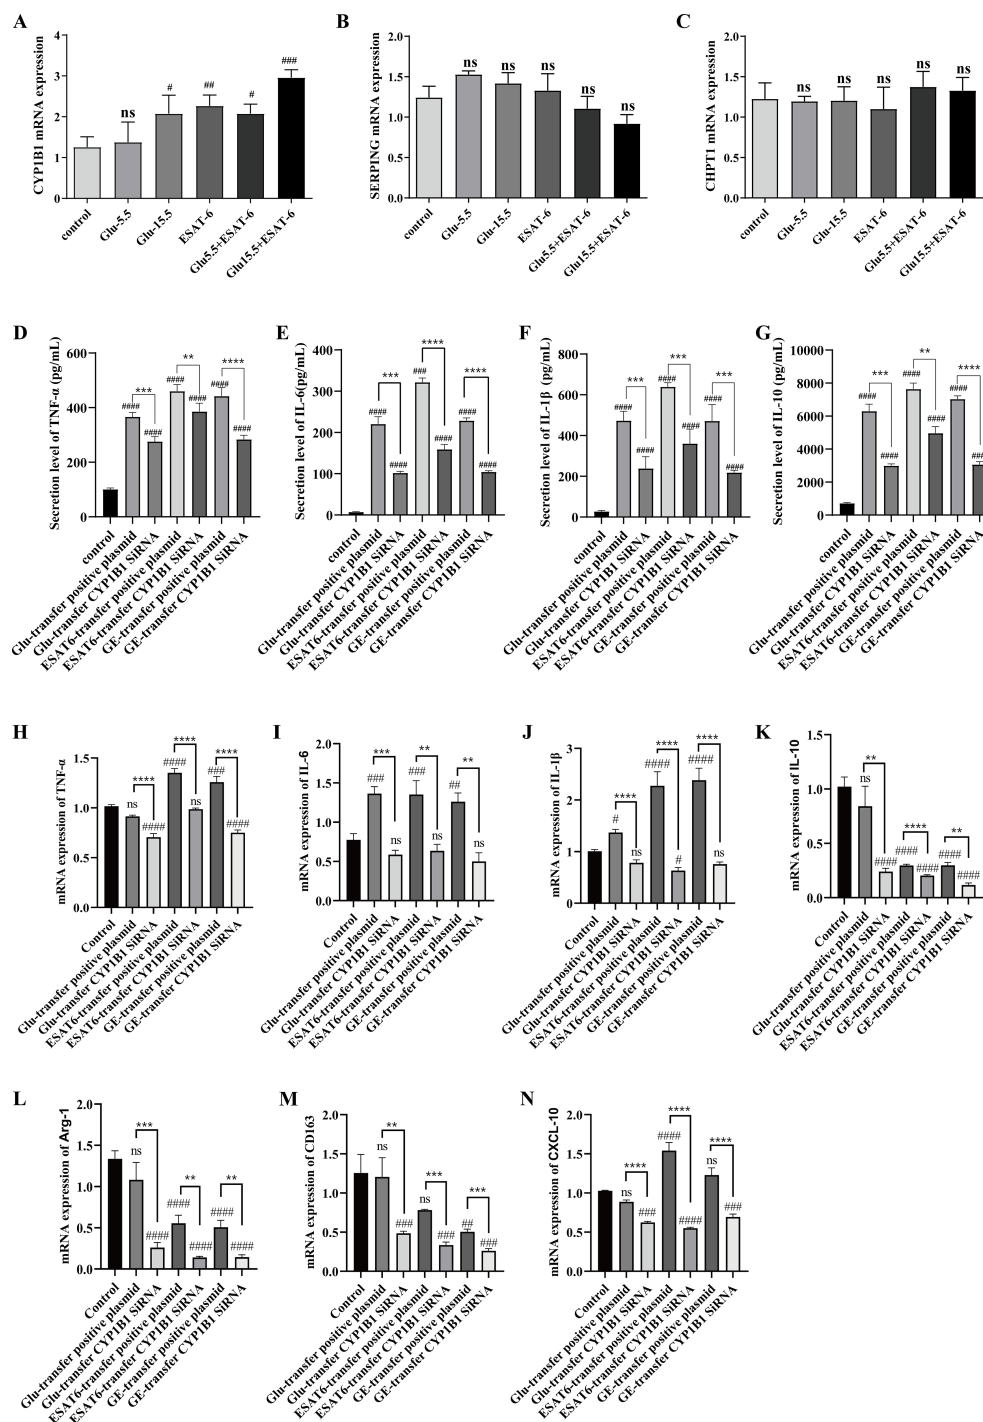 A
CYP1B1 mRNA expression
4
3
2
1
0
ns
#
##
#
###
control
Glu-5.5
Glu-15.5
ESAT-6
Glu5.5+ESAT-6
Glu15.5+ESAT-6
B
SERPING mRNA expression
2.0
1.5
1.0
0.5
0.0
ns
ns
ns
ns
ns
control
Glu-5.5
Glu-15.5
ESAT-6
Glu5.5+ESAT-6
Glu15.5+ESAT-6
C
CHPT1 mRNA expression
2.0
1.5
1.0
0.5
0.0
ns
ns
ns
ns
ns
control
Glu-5.5
Glu-15.5
ESAT-6
Glu5.5+ESAT-6
Glu15.5+ESAT-6
D
Secretion level of TNF-α (pg/mL)
600
400
200
0
***
**
****
####
####
####
####
####
####
control
Glu-transfer positive plasmid
Glu-transfer CYP1B1 SiRNA
ESAT6-transfer positive plasmid
ESAT6-transfer CYP1B1 SiRNA
GE-transfer positive plasmid
GE-transfer CYP1B1 SiRNA
E
Secretion level of IL-6(pg/mL)
400
300
200
100
0
***
****
****
####
####
###
####
####
####
control
Glu-transfer positive plasmid
Glu-transfer CYP1B1 SiRNA
ESAT6-transfer positive plasmid
ESAT6-transfer CYP1B1 SiRNA
GE-transfer positive plasmid
GE-transfer CYP1B1 SiRNA
F
Secretion level of IL-1β (pg/mL)
800
600
400
200
0
***
***
***
####
####
####
####
####
####
control
Glu-transfer positive plasmid
Glu-transfer CYP1B1 SiRNA
ESAT6-transfer positive plasmid
ESAT6-transfer CYP1B1 SiRNA
GE-transfer positive plasmid
GE-transfer CYP1B1 SiRNA
G
Secretion level of IL-10 (pg/mL)
10000
8000
6000
4000
2000
0
***
**
****
####
####
####
####
####
###
control
Glu-transfer positive plasmid
Glu-transfer CYP1B1 SiRNA
ESAT6-transfer positive plasmid
ESAT6-transfer CYP1B1 SiRNA
GE-transfer positive plasmid
GE-transfer CYP1B1 SiRNA
H
mRNA expression of TNF-α
1.5
1.0
0.5
0.0
****
****
****
ns
####
####
ns
###
####
Control
Glu-transfer positive plasmid
Glu-transfer CYP1B1 SiRNA
ESAT6-transfer positive plasmid
ESAT6-transfer CYP1B1 SiRNA
GE-transfer positive plasmid
GE-transfer CYP1B1 SiRNA
I
mRNA expression of IL-6
2.0
1.5
1.0
0.5
0.0
***
**
**
###
ns
###
ns
##
ns
Control
Glu-transfer positive plasmid
Glu-transfer CYP1B1 SiRNA
ESAT6-transfer positive plasmid
ESAT6-transfer CYP1B1 SiRNA
GE-transfer positive plasmid
GE-transfer CYP1B1 SiRNA
J
mRNA expression of IL-1β
3
2
1
0
****
****
****
#
ns
####
#
####
ns
Control
Glu-transfer positive plasmid
Glu-transfer CYP1B1 SiRNA
ESAT6-transfer positive plasmid
ESAT6-transfer CYP1B1 SiRNA
GE-transfer positive plasmid
GE-transfer CYP1B1 SiRNA
K
mRNA expression of IL-10
1.5
1.0
0.5
0.0
**
****
**
ns
####
####
####
####
####
Control
Glu-transfer positive plasmid
Glu-transfer CYP1B1 SiRNA
ESAT6-transfer positive plasmid
ESAT6-transfer CYP1B1 SiRNA
GE-transfer positive plasmid
GE-transfer CYP1B1 SiRNA
L
mRNA expression of Arg-1
2.0
1.5
1.0
0.5
0.0
***
**
**
ns
####
####
####
####
####
Control
Glu-transfer positive plasmid
Glu-transfer CYP1B1 SiRNA
ESAT6-transfer positive plasmid
ESAT6-transfer CYP1B1 SiRNA
GE-transfer positive plasmid
GE-transfer CYP1B1 SiRNA
M
mRNA expression of CD163
2.0
1.5
1.0
0.5
0.0
**
***
***
ns
###
ns
###
##
###
Control
Glu-transfer positive plasmid
Glu-transfer CYP1B1 SiRNA
ESAT6-transfer positive plasmid
ESAT6-transfer CYP1B1 SiRNA
GE-transfer positive plasmid
GE-transfer CYP1B1 SiRNA
N
mRNA expression of CXCL-10
2.0
1.5
1.0
0.5
0.0
****
****
****
ns
###
####
####
ns
###
Control
Glu-transfer positive plasmid
Glu-transfer CYP1B1 SiRNA
ESAT6-transfer positive plasmid
ESAT6-transfer CYP1B1 SiRNA
GE-transfer positive plasmid
GE-transfer CYP1B1 SiRNA